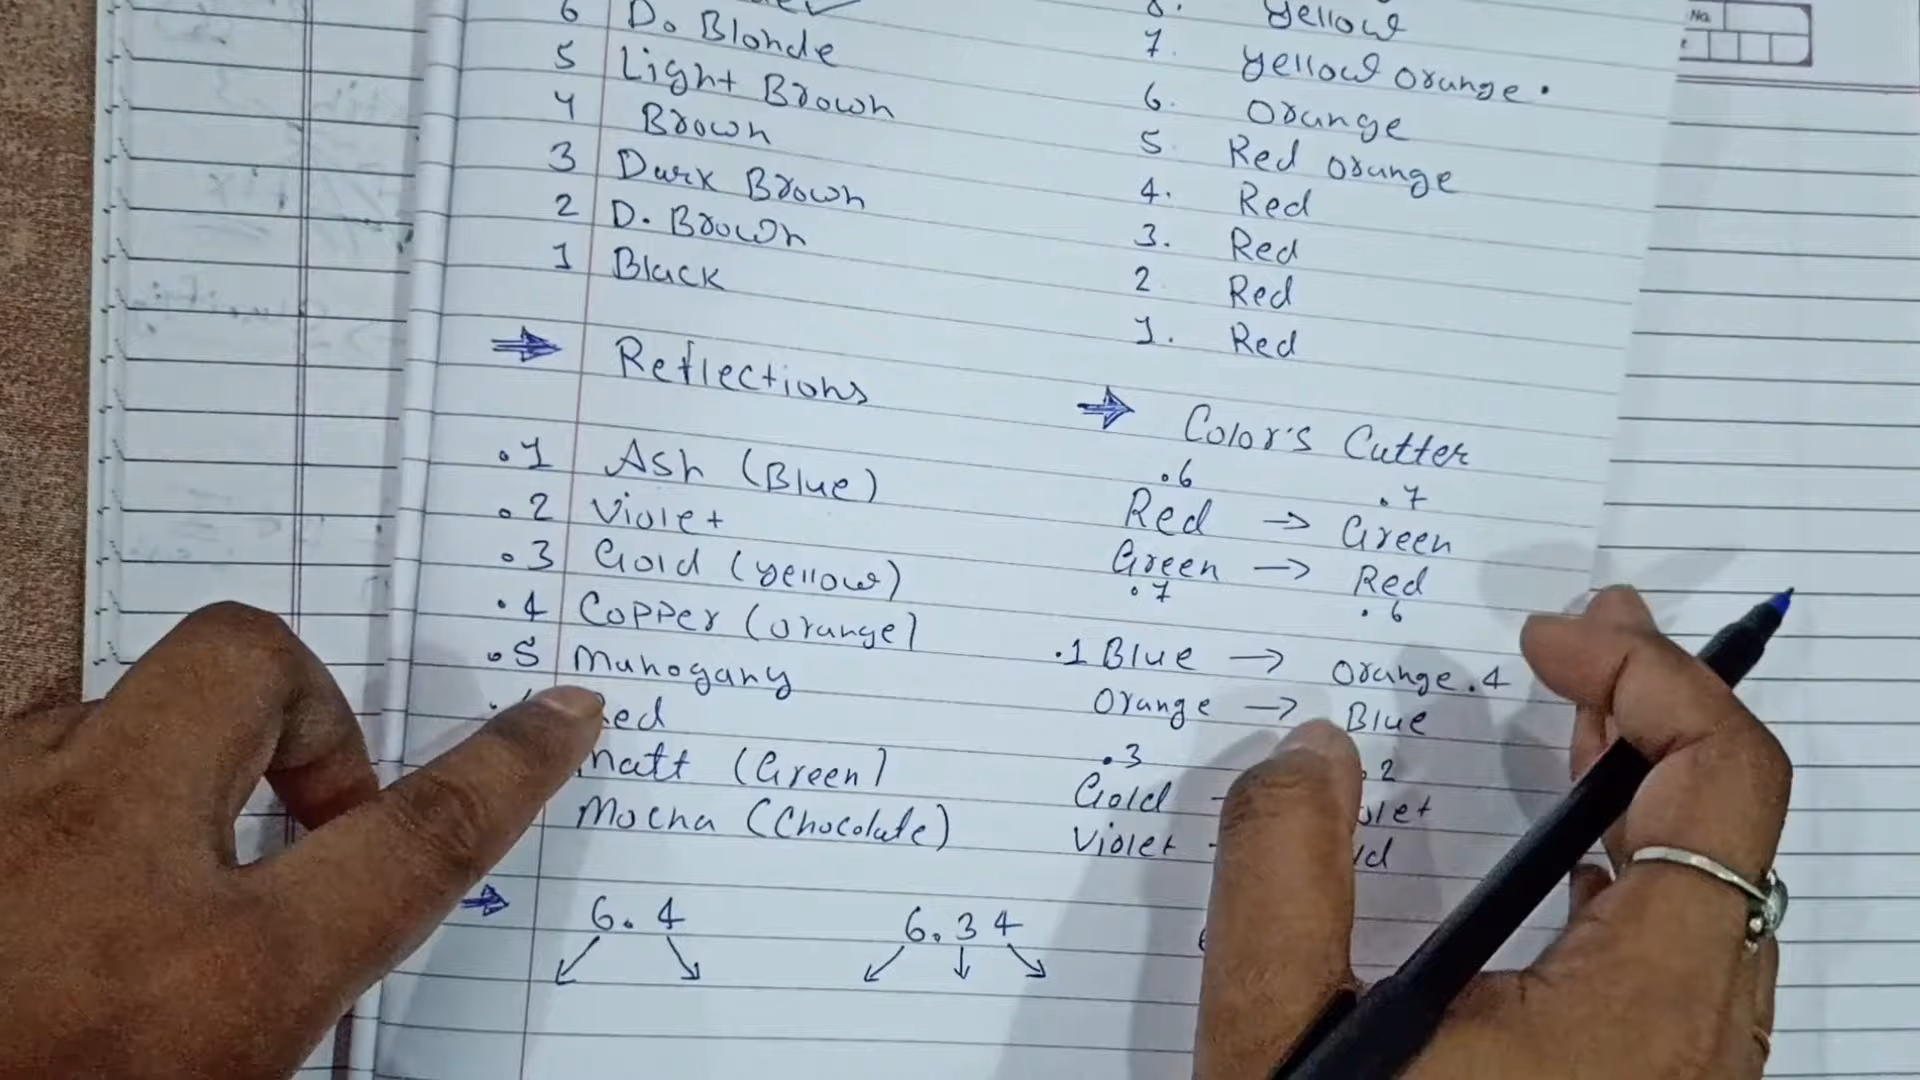 6 D. Blonde
5 Light Brown
4 Brown
3 Dark Brown
2 D. Brown
1 Black
8. Yellow
7. Yellow orange.
6. Orange
5 Red orange
4. Red
3. Red
2 Red
1. Red
No.
⇒ Reflections
.1 Ash (Blue)
.2 Violet
.3 Gold (yellow)
.4 Copper (orange)
.5 Mahogany
Red
Matt (Green)
Mocha (Chocolate)
⇒ Color's Cutter
.6 .7
Red → Green
Green → Red
.7 .6
.1 Blue → Orange .4
Orange → Blue
.3 .2
Gold
Violet
⇒ 6.4 6.34